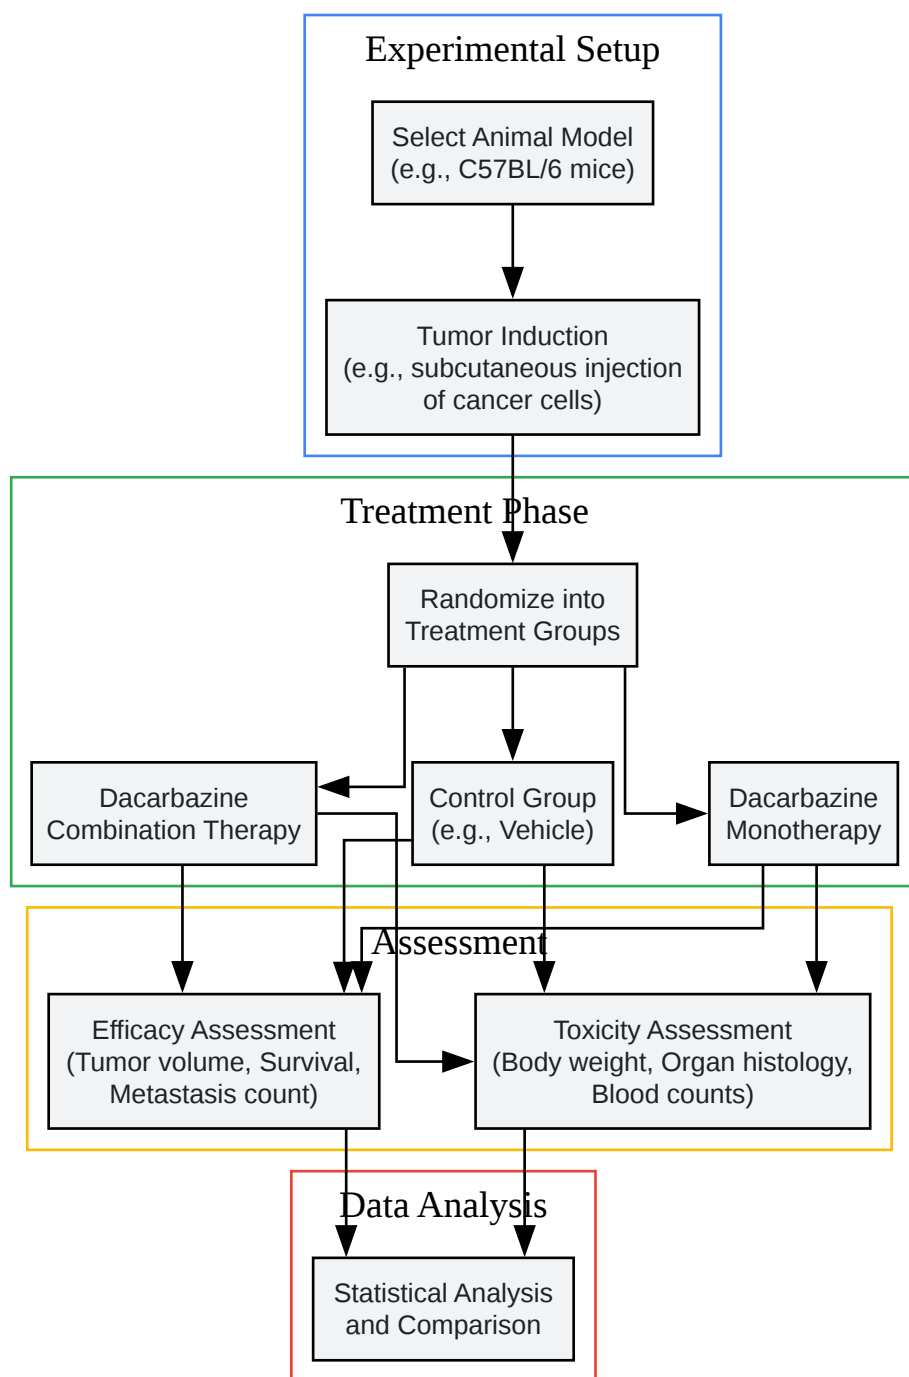 Experimental Setup
Select Animal Model
(e.g., C57BL/6 mice)
Tumor Induction
(e.g., subcutaneous injection
of cancer cells)
Treatment Phase
Randomize into
Treatment Groups
Dacarbazine
Combination Therapy
Control Group
(e.g., Vehicle)
Dacarbazine
Monotherapy
Assessment
Efficacy Assessment
(Tumor volume, Survival,
Metastasis count)
Toxicity Assessment
(Body weight, Organ histology,
Blood counts)
Data Analysis
Statistical Analysis
and Comparison